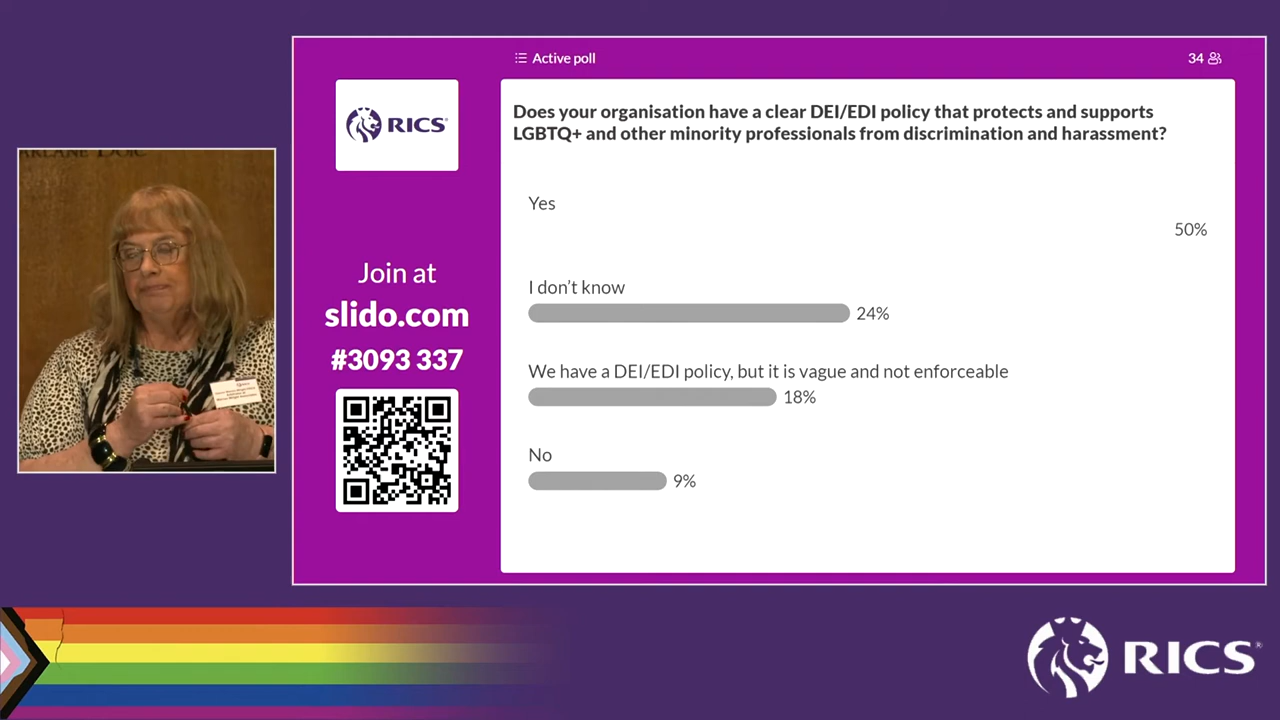 ARLANE DOIG
RICS
Join at
slido.com
#3093 337
Active poll
34
Does your organisation have a clear DEI/EDI policy that protects and supports
LGBTQ+ and other minority professionals from discrimination and harassment?
Yes
50%
I don't know
24%
We have a DEI/EDI policy, but it is vague and not enforceable
18%
No
9%
RICS